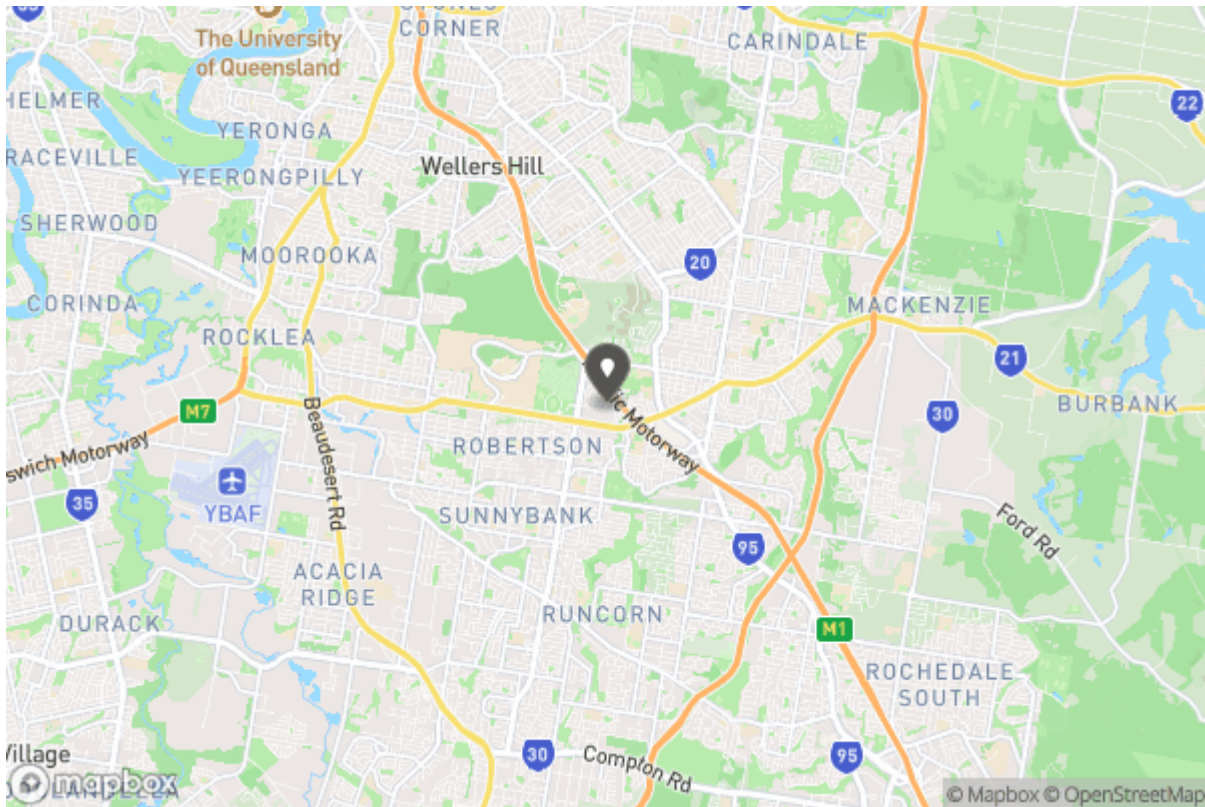 35
The University
of Queensland
CORNER
CARINDALE
22
HELMER
YERONGA
RACEVILLE
YEERONGPILLY
Wellers Hill
SHERWOOD
MOOROOKA
20
CORINDA
MACKENZIE
ROCKLEA
21
ic Motorway
M7
Beaudesert Rd
30
BURBANK
swich Motorway
ROBERTSON
35
YBAF
SUNNYBANK
Ford Rd
95
ACACIA
RIDGE
DURACK
RUNCORN
M1
ROCHEDALE
SOUTH
Village
30
Compton Rd
95
mapbox
© Mapbox © OpenStreetMap